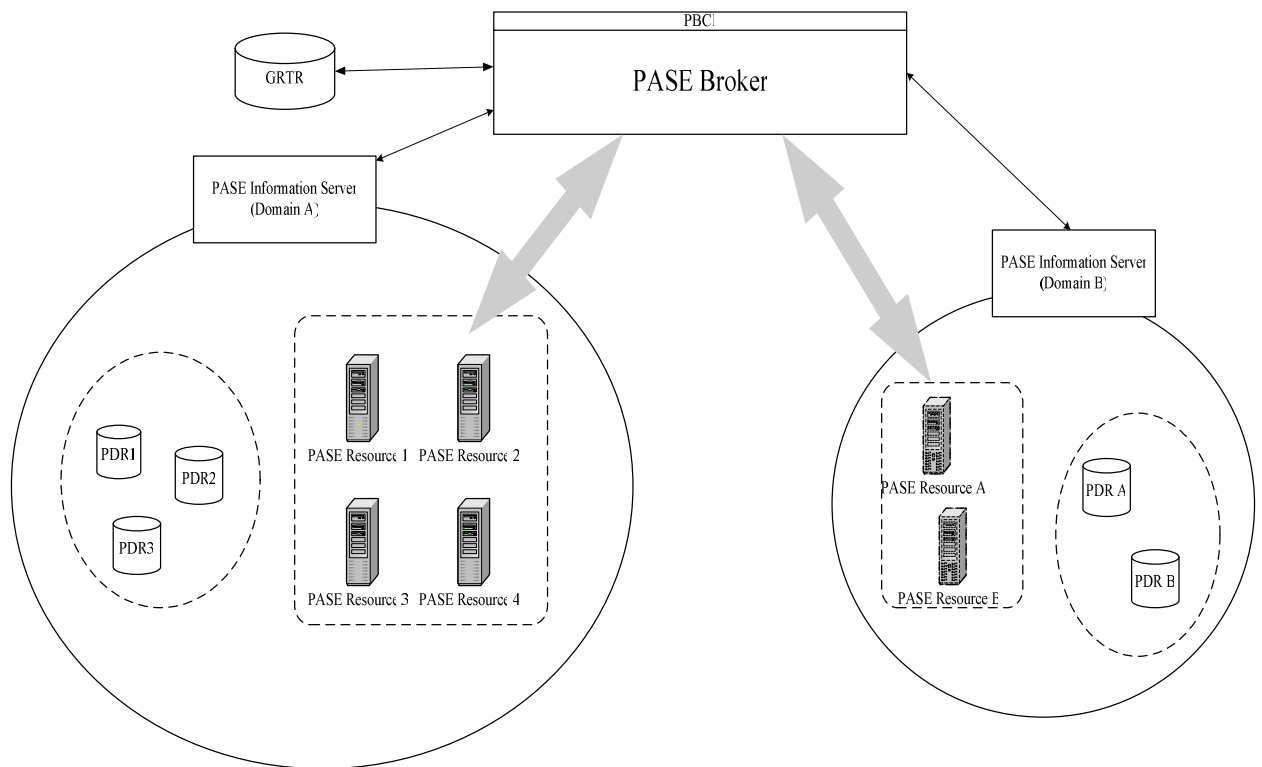 PBCI
PASE Broker
GRTR
PASE Information Server
(Domain A)
PASE Information Server
(Domain B)
PASE Resource 1
PASE Resource 2
PDR1
PDR2
PDR3
PASE Resource 3
PASE Resource 4
PASE Resource A
PASE Resource B
PDR A
PDR B